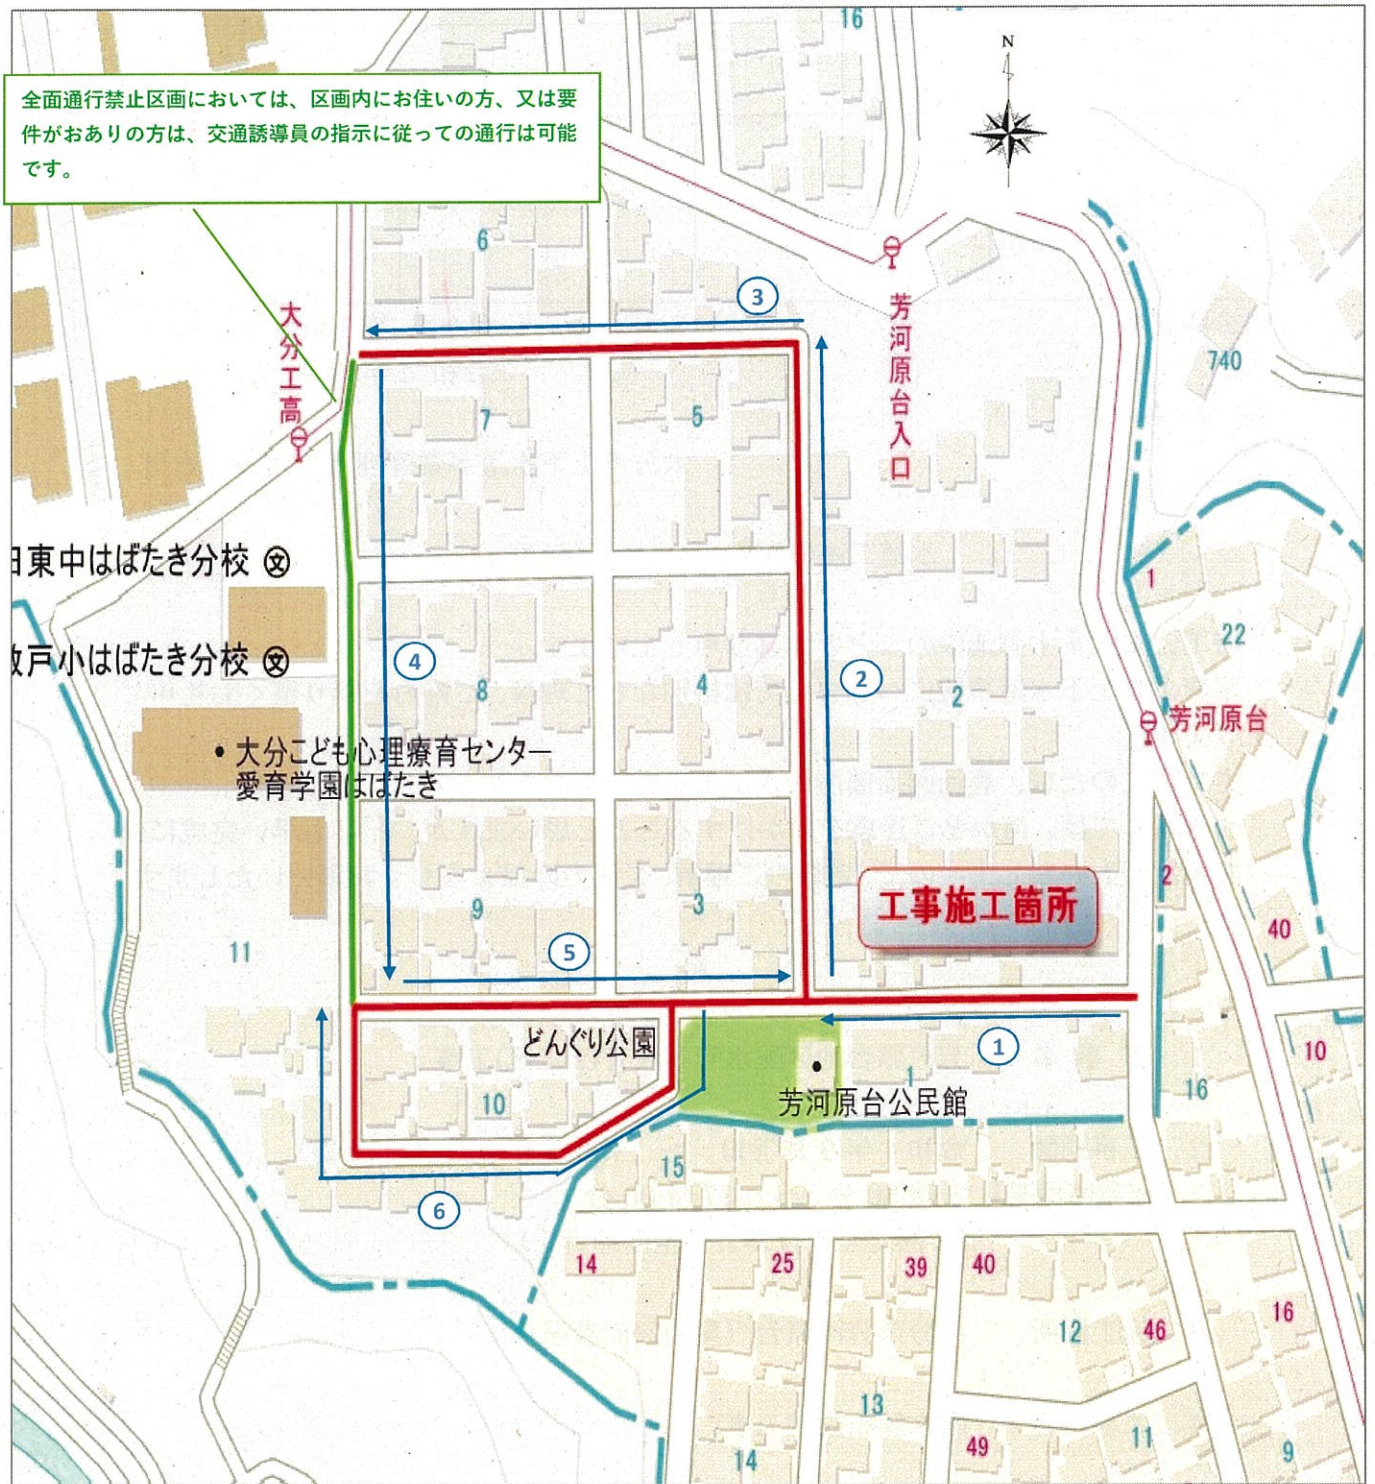 16
N
全面通行禁止区画においては、区画内にお住いの方、又は要
件がおありの方は、交通誘導員の指示に従っての通行は可能
です。
6
3
大分工高
芳河原台入口
740
7
5
日東中はばたき分校 文
1
22
敷戸小はばたき分校 文
4
8
4
2
2
芳河原台
大分こども心理療育センター
愛育学園はばたき
9
3
工事施工箇所
2
40
11
5
どんぐり公園
1
10
10
1
芳河原台公民館
16
15
6
14
25
39
40
12
46
16
13
14
49
11
9